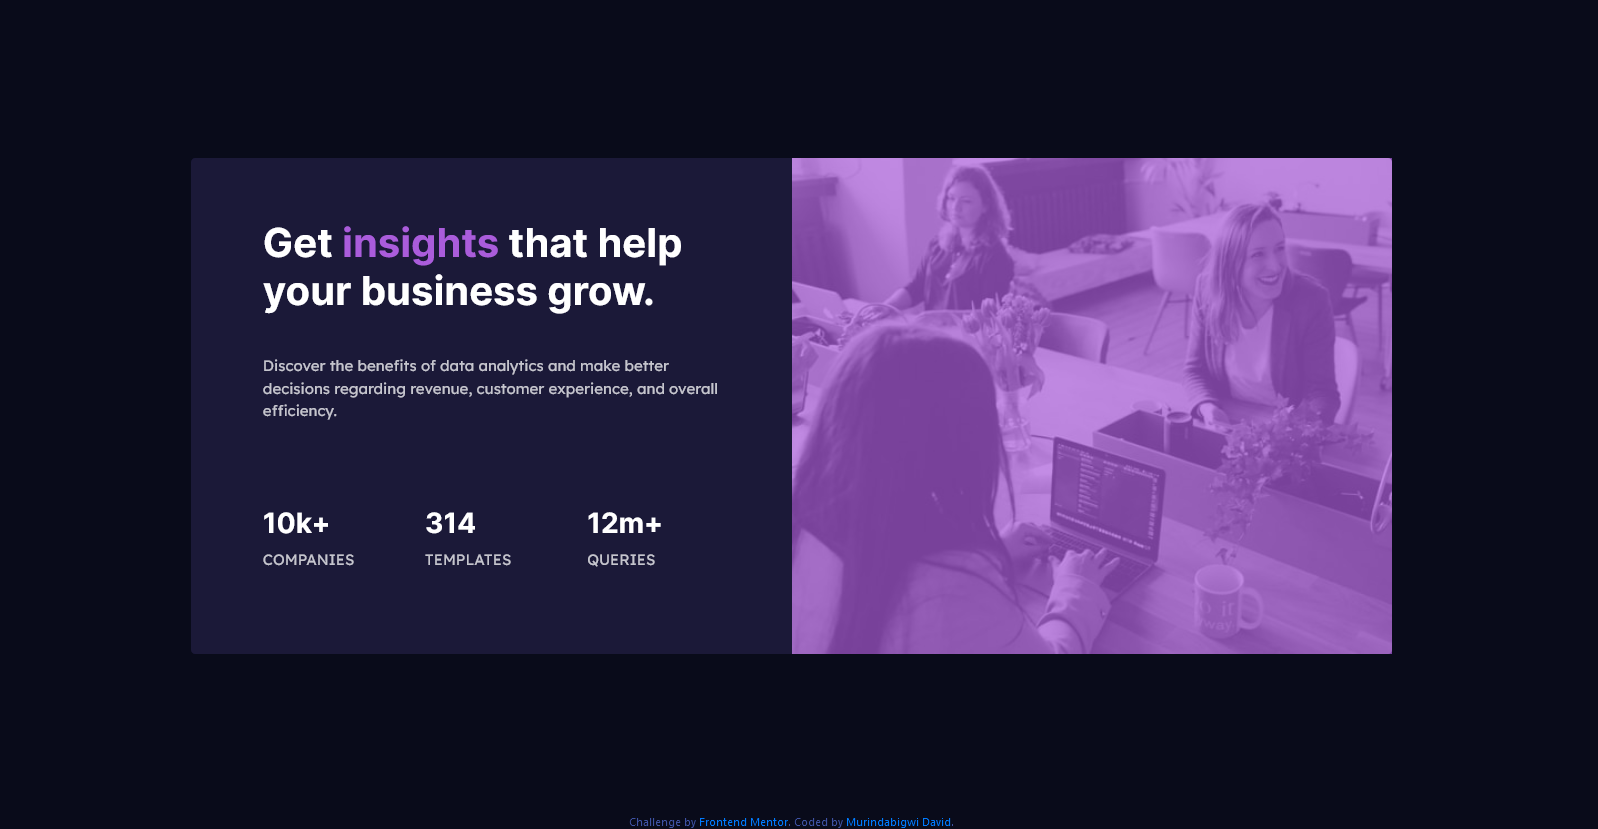 Get insights that help
your business grow.
Discover the benefits of data analytics and make better
decisions regarding revenue, customer experience, and overall
efficiency.
10k+ 314 12m+
COMPANIES TEMPLATES QUERIES
Challenge by Frontend Mentor. Coded by Murindabigwi David.